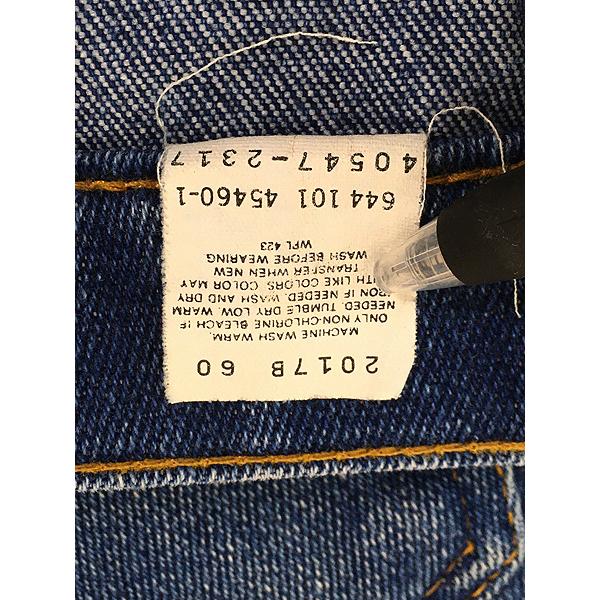 2017B 60
MACHINE WASH WARM,
ONLY NON-CHLORINE BLEACH IF
NEEDED. TUMBLE DRY LOW, WARM
IRON IF NEEDED. WASH AND DRY
WITH LIKE COLORS. COLOR MAY
TRANSFER WHEN NEW
WASH BEFORE WEARING
WPL 423
644 101 45460-1
40547-2317